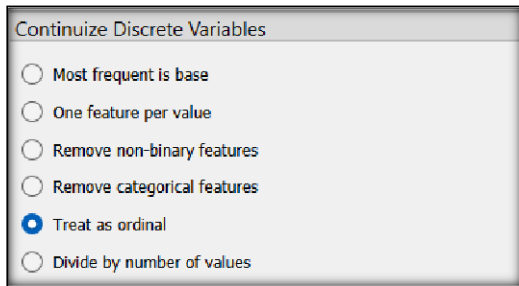 Continuize Discrete Variables
Most frequent is base
One feature per value
Remove non-binary features
Remove categorical features
Treat as ordinal
Divide by number of values